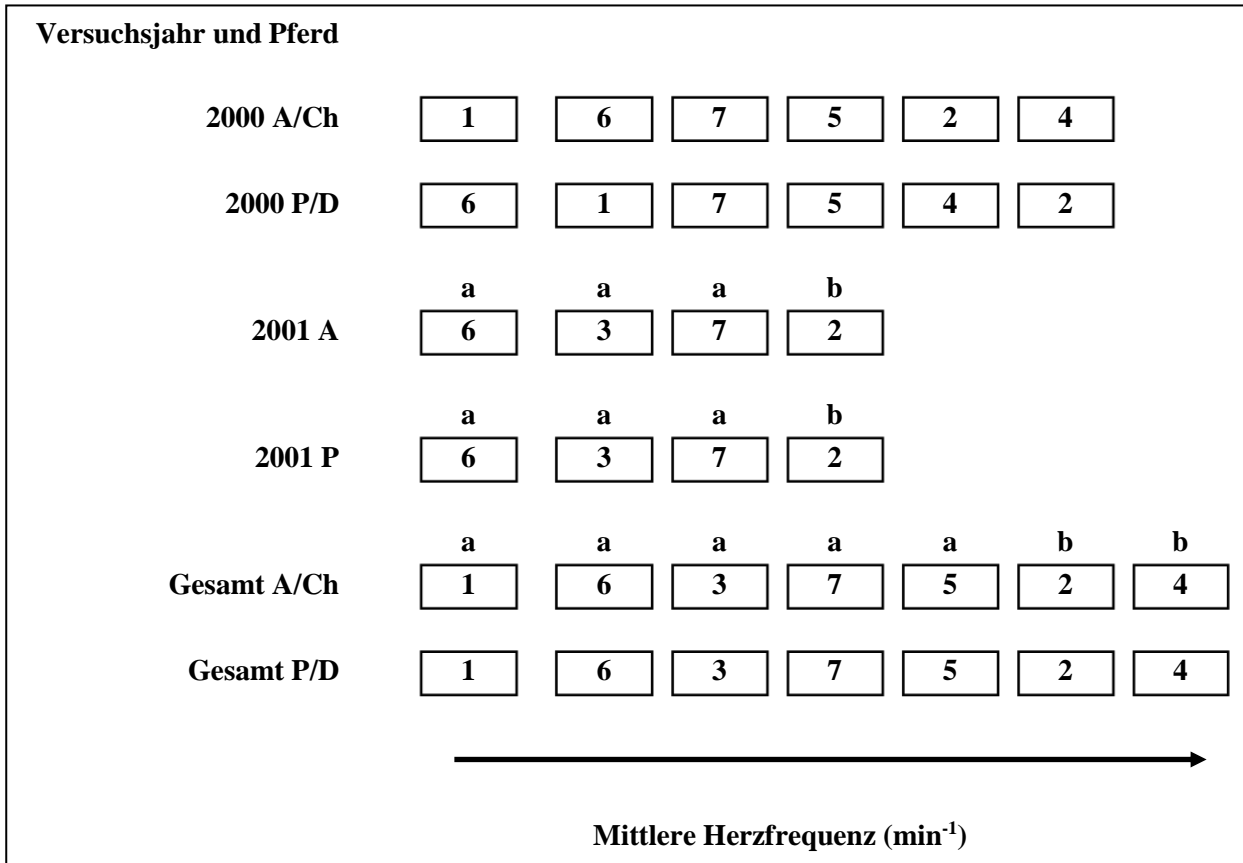 Versuchsjahr und Pferd
2000 A/Ch 1 6 7 5 2 4
2000 P/D 6 1 7 5 4 2
a a a b
2001 A 6 3 7 2
a a a b
2001 P 6 3 7 2
a a a a a b b
Gesamt A/Ch 1 6 3 7 5 2 4
Gesamt P/D 1 6 3 7 5 2 4
Mittlere Herzfrequenz (min⁻¹)